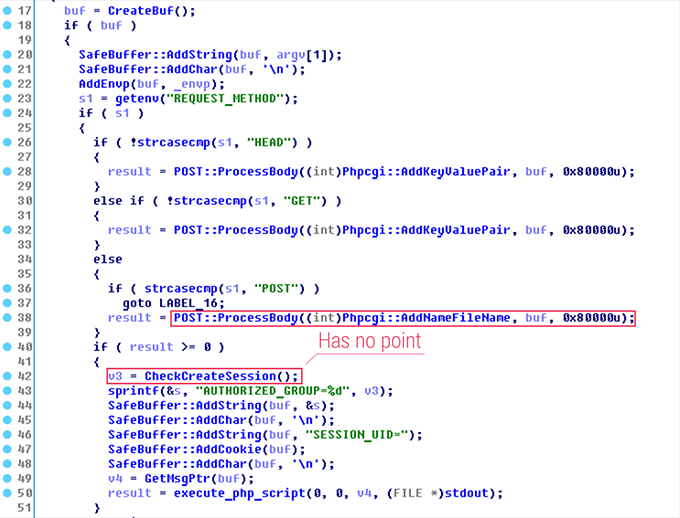 17 buf = CreateBuf();
18 if ( buf )
19 {
20 SafeBuffer::AddString(buf, argv[1]);
21 SafeBuffer::AddChar(buf, '\n');
22 AddEnvp(buf, _envp);
23 s1 = getenv("REQUEST_METHOD");
24 if ( s1 )
25 {
26 if ( !strcasecmp(s1, "HEAD") )
27 {
28 result = POST::ProcessBody((int)Phpcgi::AddKeyValuePair, buf, 0x80000u);
29 }
30 else if ( !strcasecmp(s1, "GET") )
31 {
32 result = POST::ProcessBody((int)Phpcgi::AddKeyValuePair, buf, 0x80000u);
33 }
34 else
35 {
36 if ( strcasecmp(s1, "POST") )
37 goto LABEL_16;
38 result = POST::ProcessBody((int)Phpcgi::AddNameFileName, buf, 0x80000u);
39 }
40 if ( result >= 0 )
Has no point
41 {
42 v3 = CheckCreateSession();
43 sprintf(&s, "AUTHORIZED_GROUP=%d", v3);
44 SafeBuffer::AddString(buf, &s);
45 SafeBuffer::AddChar(buf, '\n');
46 SafeBuffer::AddString(buf, "SESSION_UID=");
47 SafeBuffer::AddCookie(buf);
48 SafeBuffer::AddChar(buf, '\n');
49 v4 = GetMsgPtr(buf);
50 result = execute_php_script(0, 0, v4, (FILE *)stdout);
51 }